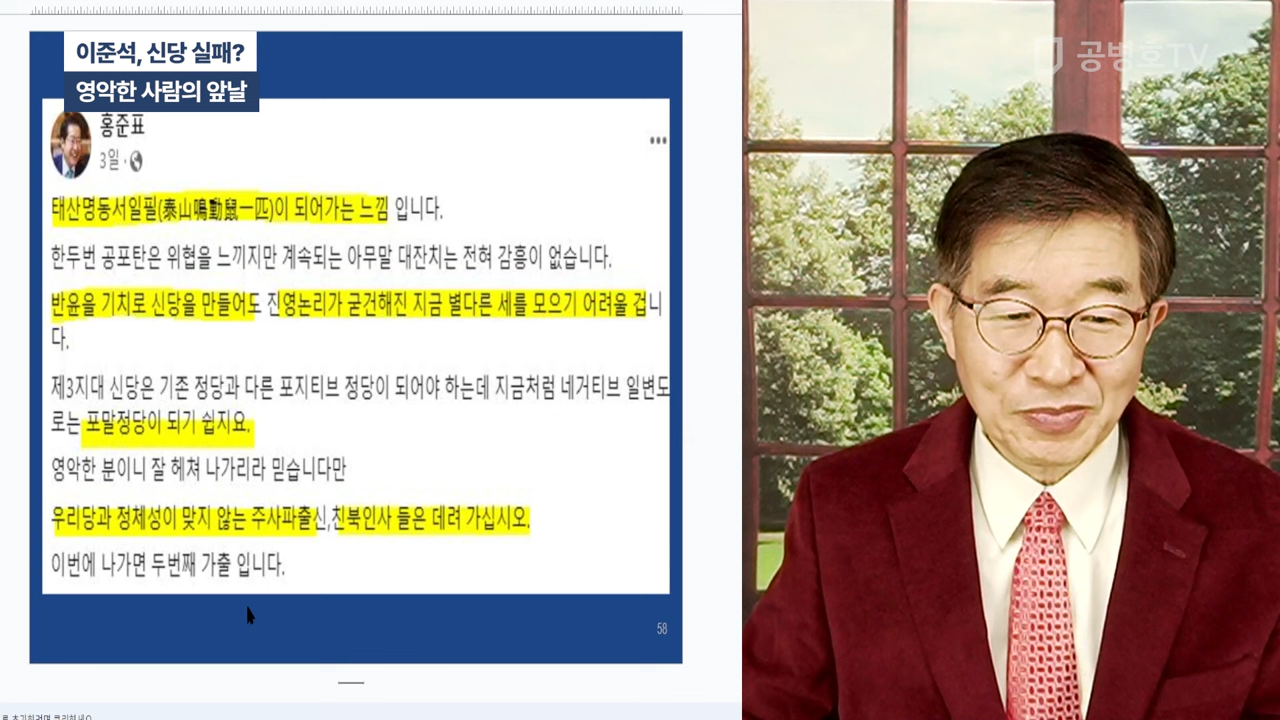 이준석, 신당 실패?
영악한 사람의 앞날
공병호TV
홍준표
3일 ·
태산명동서일필(泰山鳴動鼠一匹)이 되어가는 느낌 입니다.
한두번 공포탄은 위협을 느끼지만 계속되는 아무말 대잔치는 전혀 감흥이 없습니다.
반윤을 기치로 신당을 만들어도 진영논리가 굳건해진 지금 별다른 세를 모으기 어려울 겁니
다.
제3지대 신당은 기존 정당과 다른 포지티브 정당이 되어야 하는데 지금처럼 네거티브 일변도
로는 포말정당이 되기 쉽지요.
영악한 분이니 잘 헤쳐 나가리라 믿습니다만
우리당과 정체성이 맞지 않는 주사파출신,친북인사 들은 데려 가십시오.
이번에 나가면 두번째 가출 입니다.
58